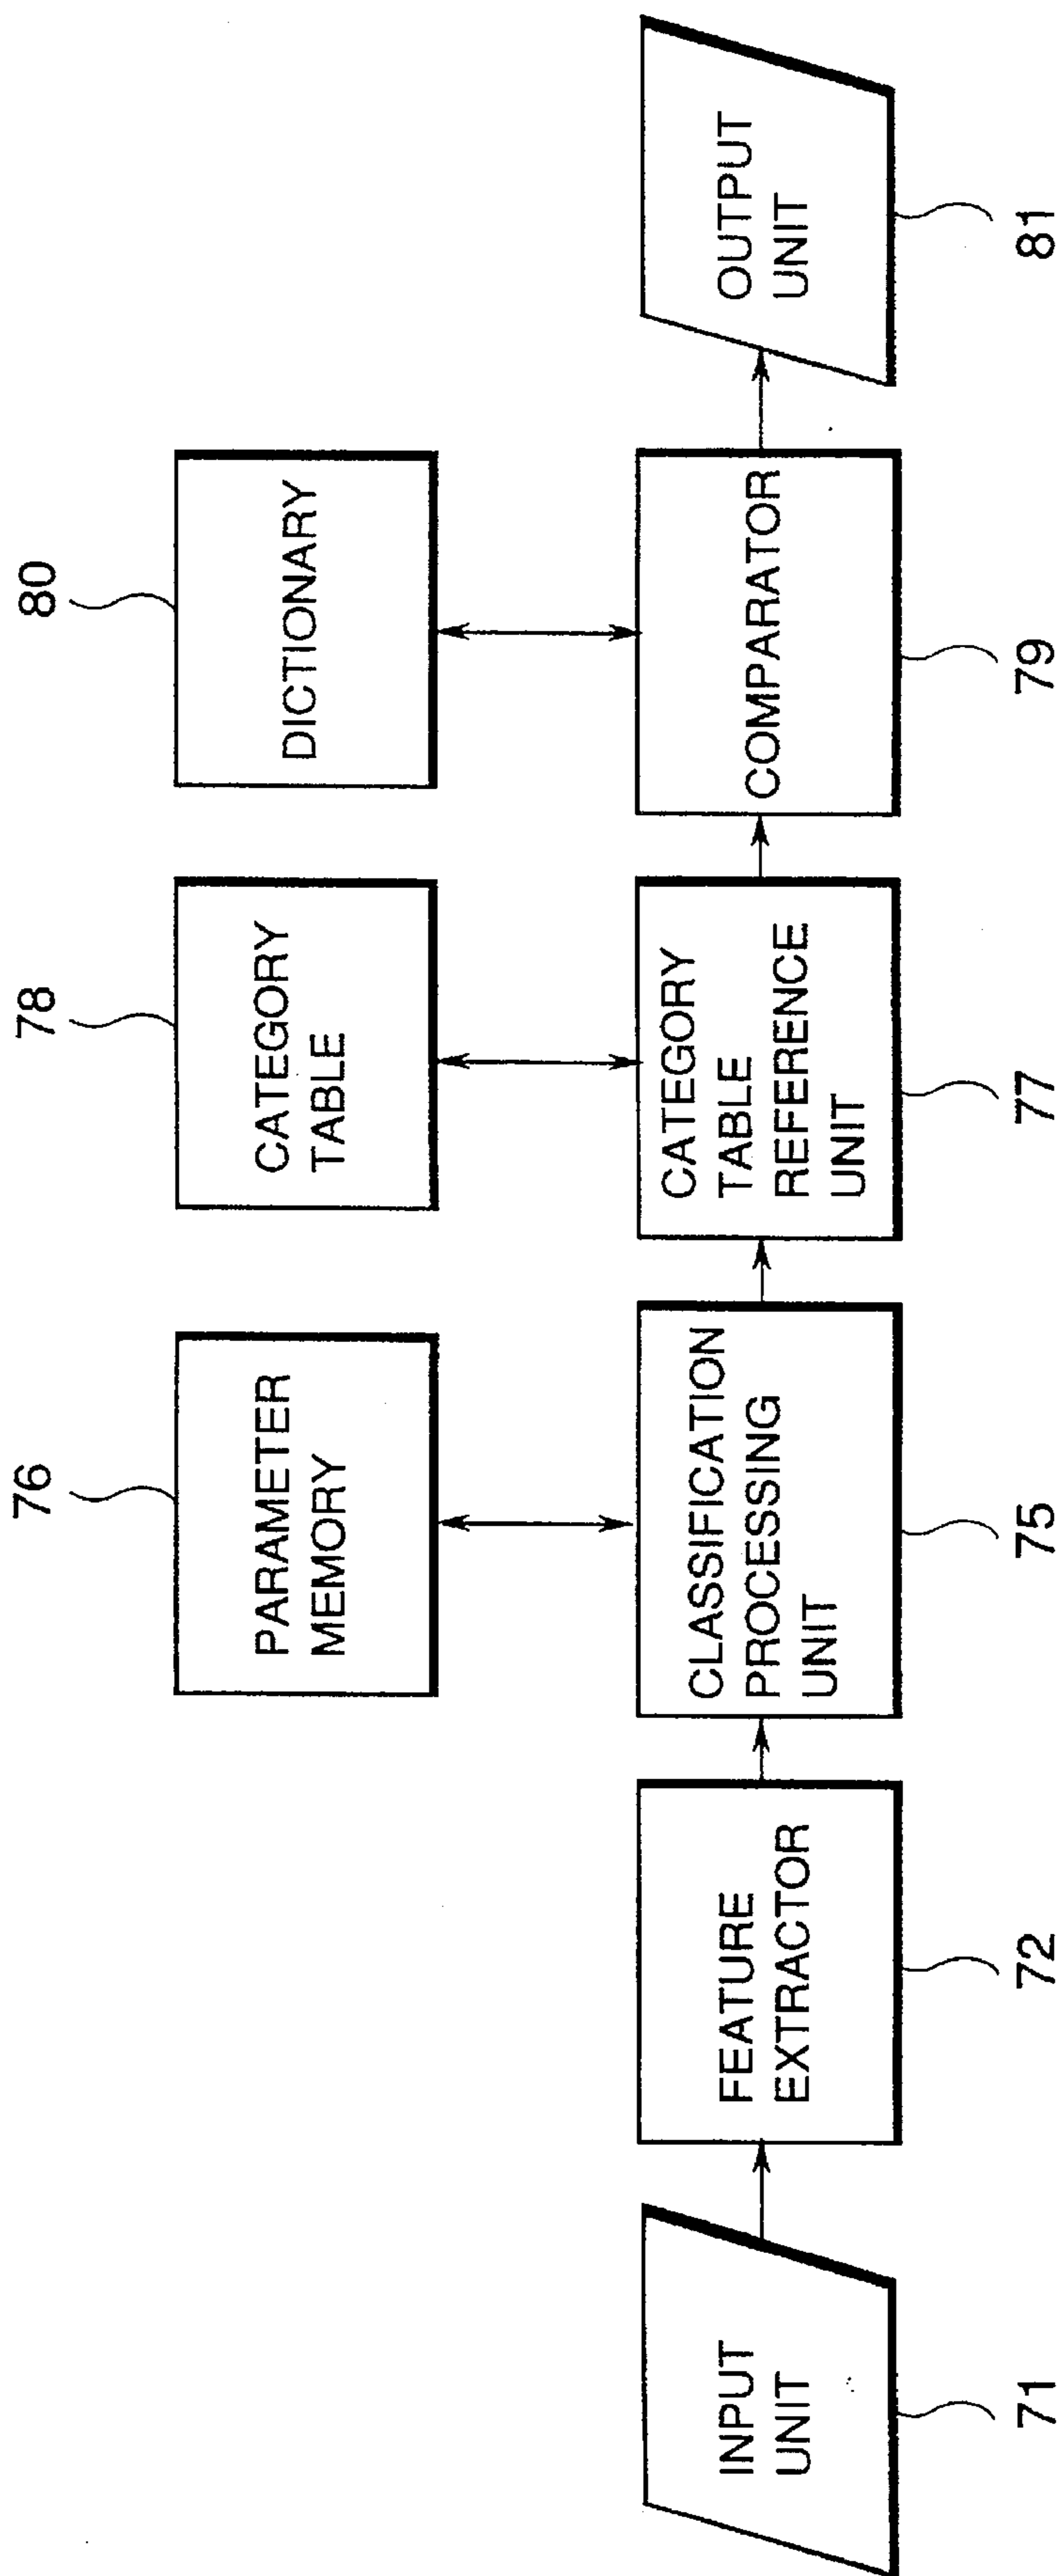 76
78
80
PARAMETER
MEMORY
CATEGORY
TABLE
DICTIONARY
INPUT
UNIT
FEATURE
EXTRACTOR
CLASSIFICATION
PROCESSING
UNIT
CATEGORY
TABLE
REFERENCE
UNIT
COMPARATOR
OUTPUT
UNIT
71
72
75
77
79
81